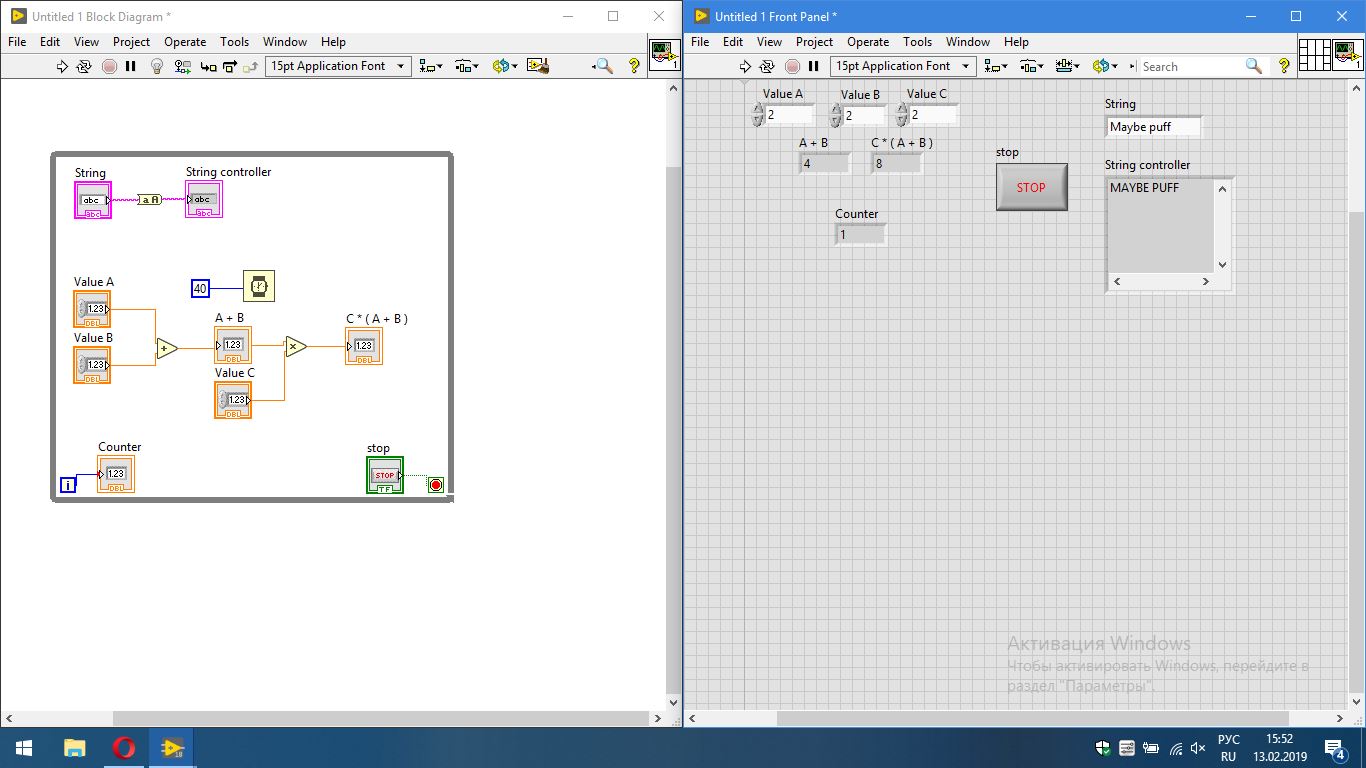 Untitled 1 Block Diagram *
File Edit View Project Operate Tools Window Help
15pt Application Font
1
String
abc
abc
a A
String controller
abc
abc
Value A
1.23
DBL
40
Value B
1.23
DBL
+
A + B
1.23
DBL
x
C * ( A + B )
1.23
DBL
Value C
1.23
DBL
Counter
1.23
DBL
i
stop
STOP
TF
Untitled 1 Front Panel *
File Edit View Project Operate Tools Window Help
15pt Application Font
Search
1
Value A
2
Value B
2
Value C
2
A + B
4
C * ( A + B )
8
Counter
1
stop
STOP
String
Maybe puff
String controller
MAYBE PUFF
Активация Windows
Чтобы активировать Windows, перейдите в
раздел "Параметры".
РУС
RU
15:52
13.02.2019
4